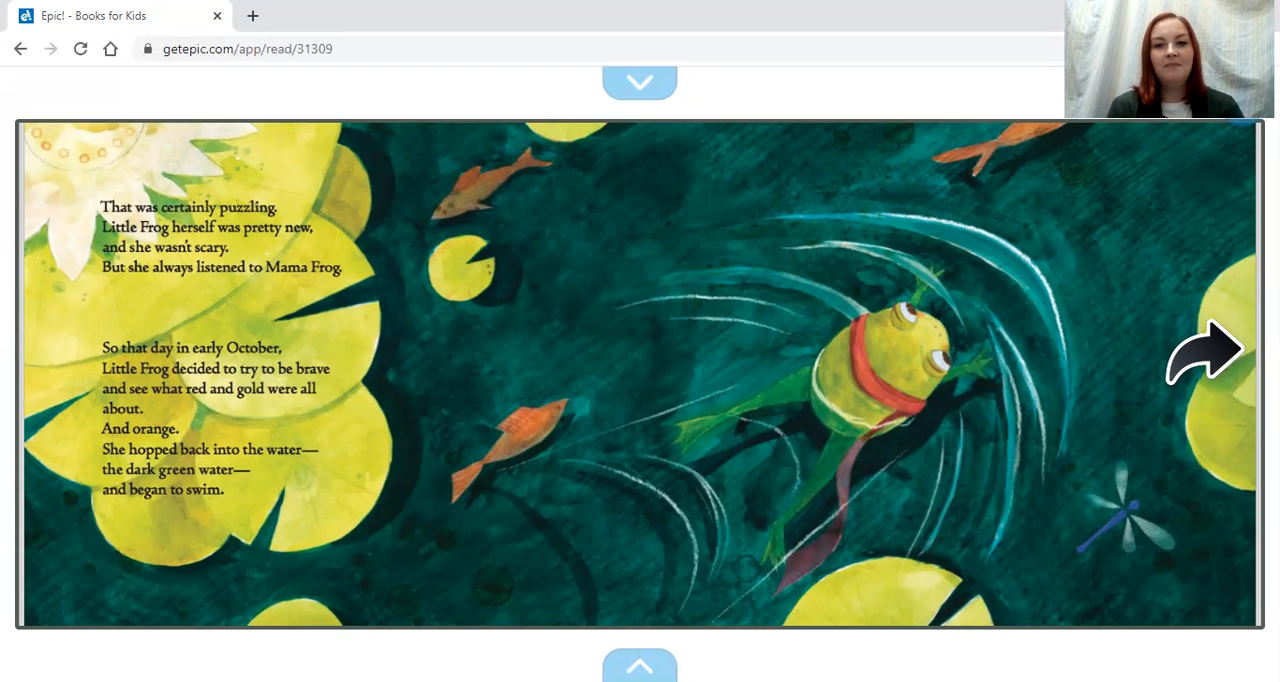 Epic! - Books for Kids
getepic.com/app/read/31309
That was certainly puzzling.
Little Frog herself was pretty new,
and she wasn't scary.
But she always listened to Mama Frog.
So that day in early October,
Little Frog decided to try to be brave
and see what red and gold were all
about.
And orange.
She hopped back into the water—
the dark green water—
and began to swim.